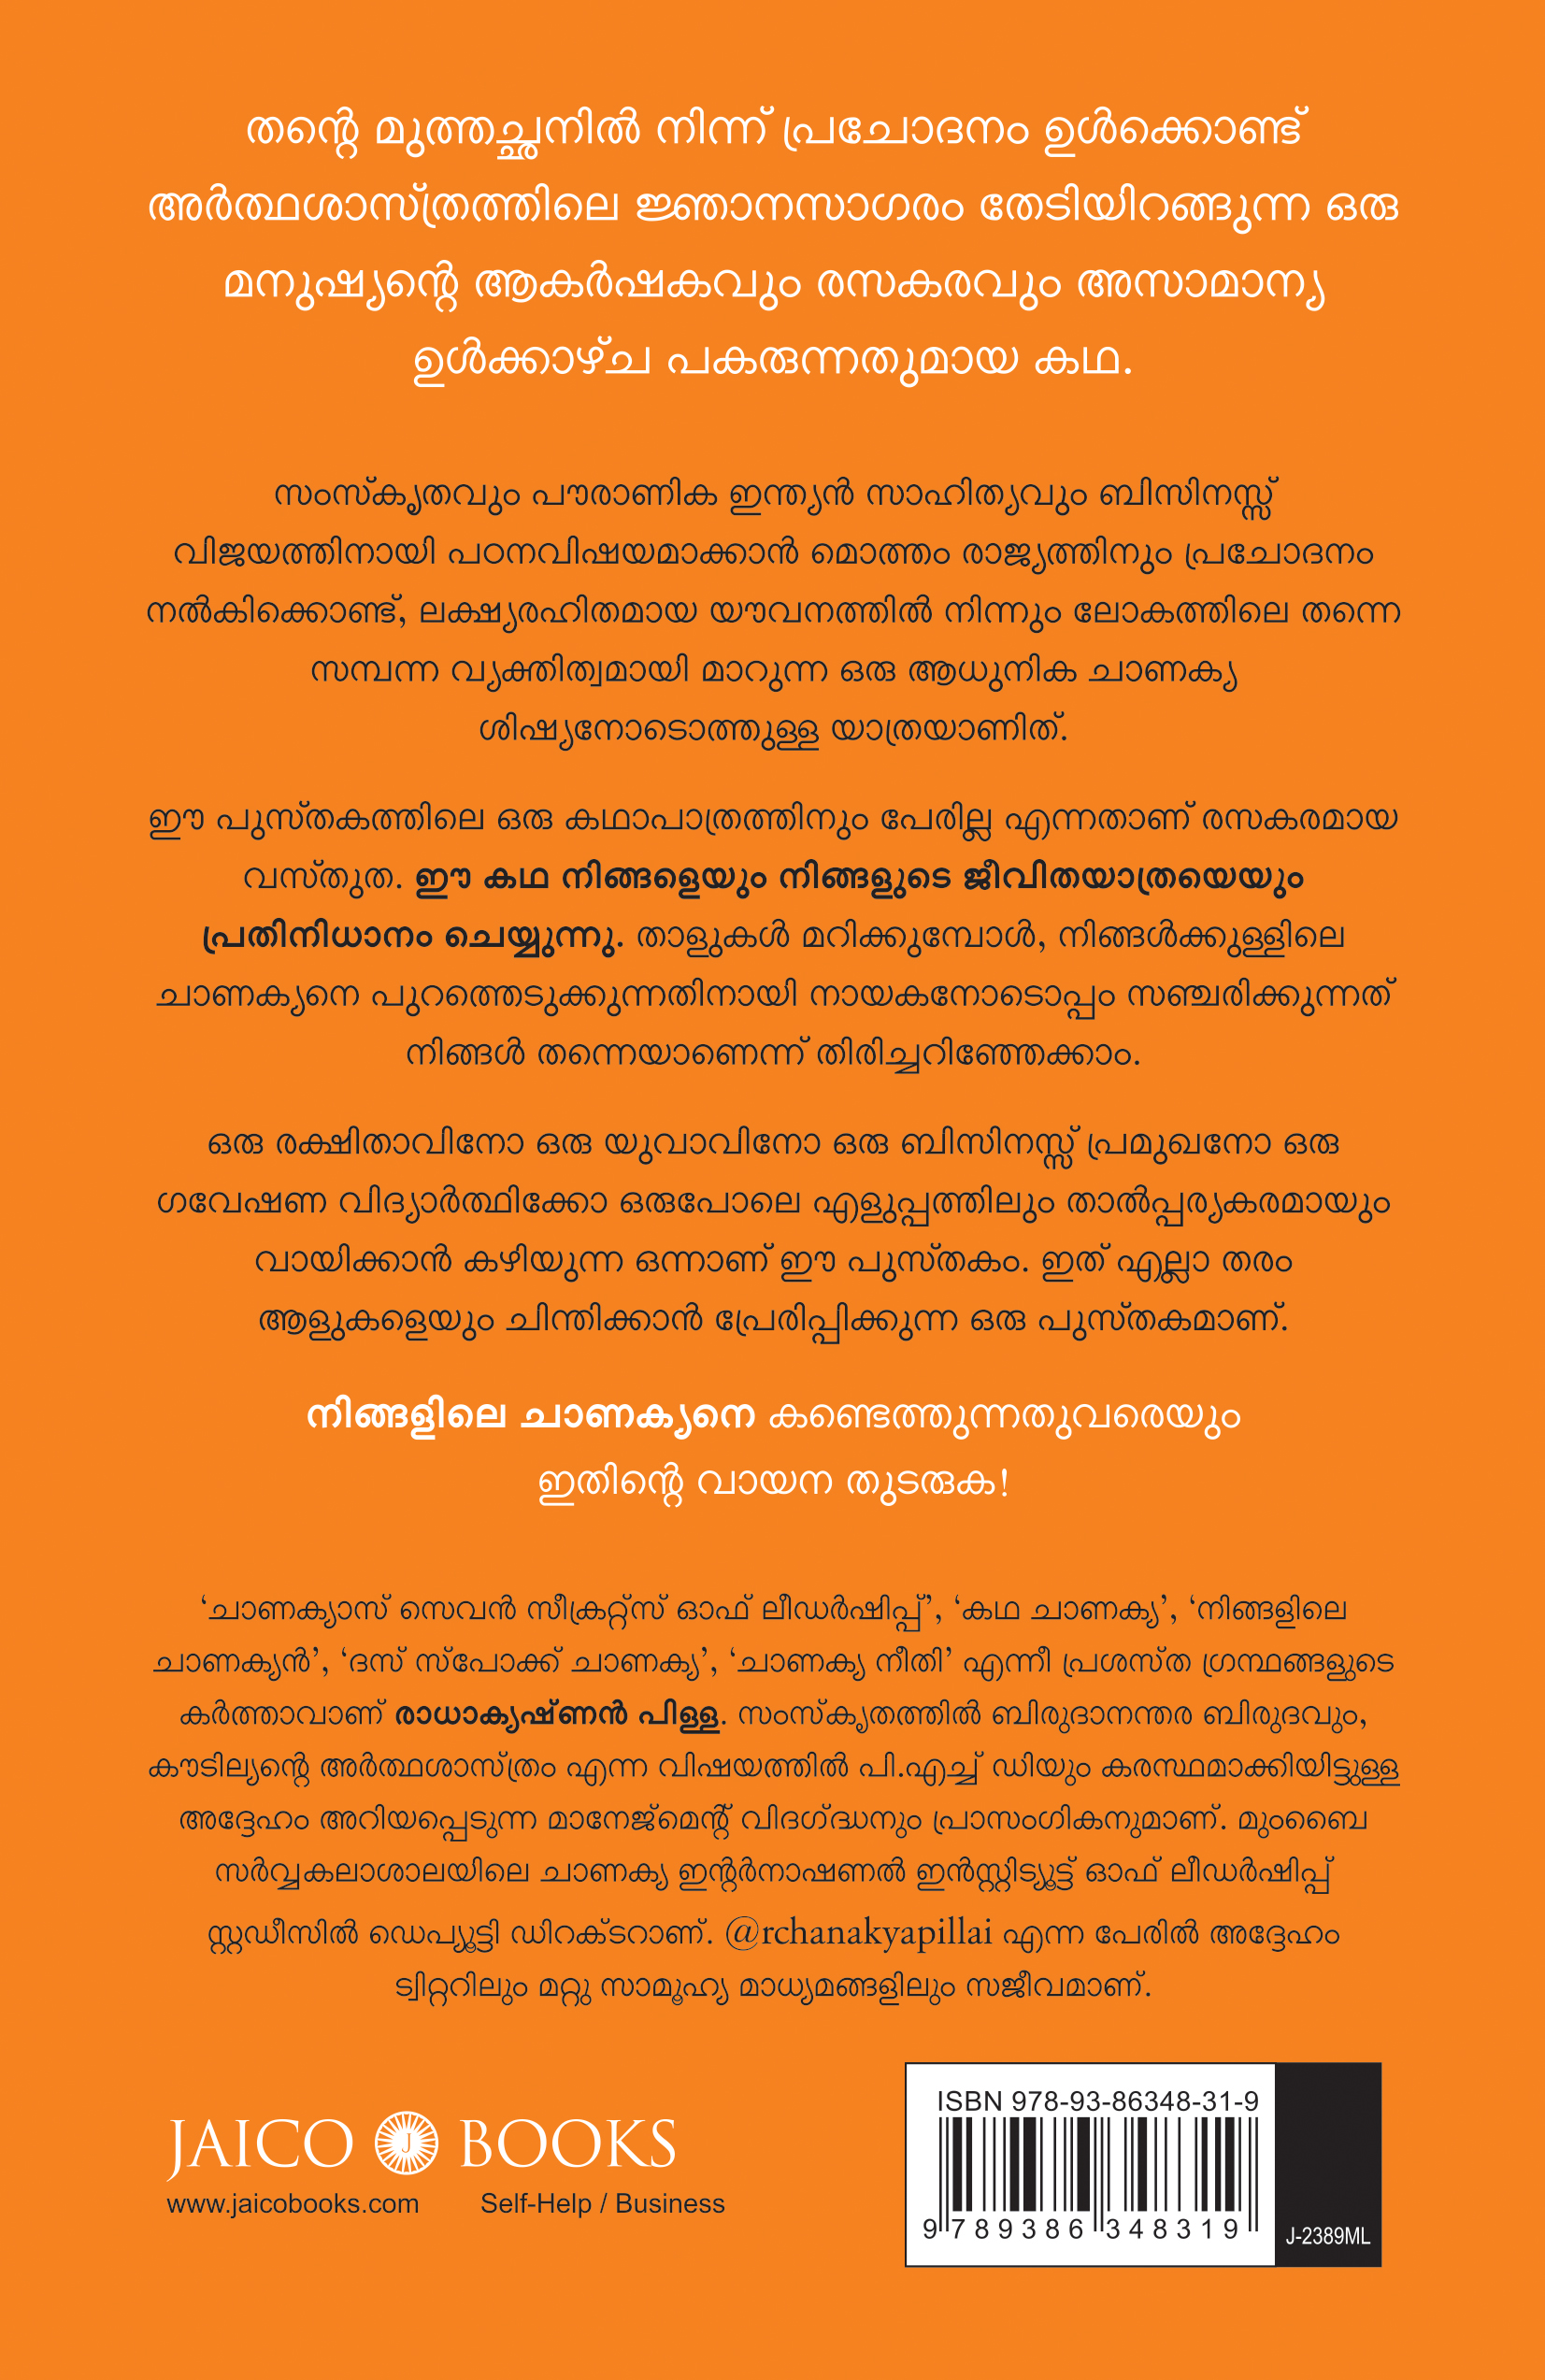 തന്റെ മുത്തച്ഛനിൽ നിന്ന് പ്രചോദനം ഉൾക്കൊണ്ട്
അർത്ഥശാസ്ത്രത്തിലെ ജ്ഞാനസാഗരം തേടിയിറങ്ങുന്ന ഒരു
മനുഷ്യന്റെ ആകർഷകവും രസകരവും അസാമാന്യ
ഉൾക്കാഴ്ച പകരുന്നതുമായ കഥ.
സംസ്കൃതവും പൗരാണിക ഇന്ത്യൻ സാഹിത്യവും ബിസിനസ്സ്
വിജയത്തിനായി പഠനവിഷയമാക്കാൻ മൊത്തം രാജ്യത്തിനും പ്രചോദനം
നൽകിക്കൊണ്ട്, ലക്ഷ്യരഹിതമായ യൗവനത്തിൽ നിന്നും ലോകത്തിലെ തന്നെ
സമ്പന്ന വ്യക്തിത്വമായി മാറുന്ന ഒരു ആധുനിക ചാണക്യ
ശിഷ്യനോടൊത്തുള്ള യാത്രയാണിത്.
ഈ പുസ്തകത്തിലെ ഒരു കഥാപാത്രത്തിനും പേരില്ല എന്നതാണ് രസകരമായ
വസ്തുത. ഈ കഥ നിങ്ങളെയും നിങ്ങളുടെ ജീവിതയാത്രയെയും
പ്രതിനിധാനം ചെയ്യുന്നു. താളുകൾ മറിക്കുമ്പോൾ, നിങ്ങൾക്കുള്ളിലെ
ചാണക്യനെ പുറത്തെടുക്കുന്നതിനായി നായകനോടൊപ്പം സഞ്ചരിക്കുന്നത്
നിങ്ങൾ തന്നെയാണെന്ന് തിരിച്ചറിഞ്ഞേക്കാം.
ഒരു രക്ഷിതാവിനോ ഒരു യുവാവിനോ ഒരു ബിസിനസ്സ് പ്രമുഖനോ ഒരു
ഗവേഷണ വിദ്യാർത്ഥിക്കോ ഒരുപോലെ എളുപ്പത്തിലും താൽപ്പര്യകരമായും
വായിക്കാൻ കഴിയുന്ന ഒന്നാണ് ഈ പുസ്തകം. ഇത് എല്ലാ തരം
ആളുകളെയും ചിന്തിക്കാൻ പ്രേരിപ്പിക്കുന്ന ഒരു പുസ്തകമാണ്.
നിങ്ങളിലെ ചാണക്യനെ കണ്ടെത്തുന്നതുവരെയും
ഇതിന്റെ വായന തുടരുക!
‘ചാണക്യാസ് സെവൻ സീക്രറ്റ്സ് ഓഫ് ലീഡർഷിപ്പ്’, ‘കഥ ചാണക്യ’, ‘നിങ്ങളിലെ
ചാണക്യൻ’, ‘ദസ് സ്പോക്ക് ചാണക്യ’, ‘ചാണക്യ നീതി’ എന്നീ പ്രശസ്ത ഗ്രന്ഥങ്ങളുടെ
കർത്താവാണ് രാധാക്യഷ്ണൻ പിള്ള. സംസ്കൃതത്തിൽ ബിരുദാനന്തര ബിരുദവും,
കൗടില്യന്റെ അർത്ഥശാസ്ത്രം എന്ന വിഷയത്തിൽ പി.എച്ച് ഡിയും കരസ്ഥമാക്കിയിട്ടുള്ള
അദ്ദേഹം അറിയപ്പെടുന്ന മാനേജ്മെന്റ് വിദഗ്ദ്ധനും പ്രാസംഗികനുമാണ്. മുംബൈ
സർവ്വകലാശാലയിലെ ചാണക്യ ഇന്റർനാഷണൽ ഇൻസ്റ്റിട്യൂട്ട് ഓഫ് ലീഡർഷിപ്പ്
സ്റ്റഡീസിൽ ഡെപ്യൂട്ടി ഡിറക്ടറാണ്. @rchanakyapillai എന്ന പേരിൽ അദ്ദേഹം
ട്വിറ്ററിലും മറ്റു സാമൂഹ്യ മാധ്യമങ്ങളിലും സജീവമാണ്.
JAICO J BOOKS
www.jaicobooks.com Self-Help / Business
ISBN 978-93-86348-31-9
9 789386 348319
J-2389ML